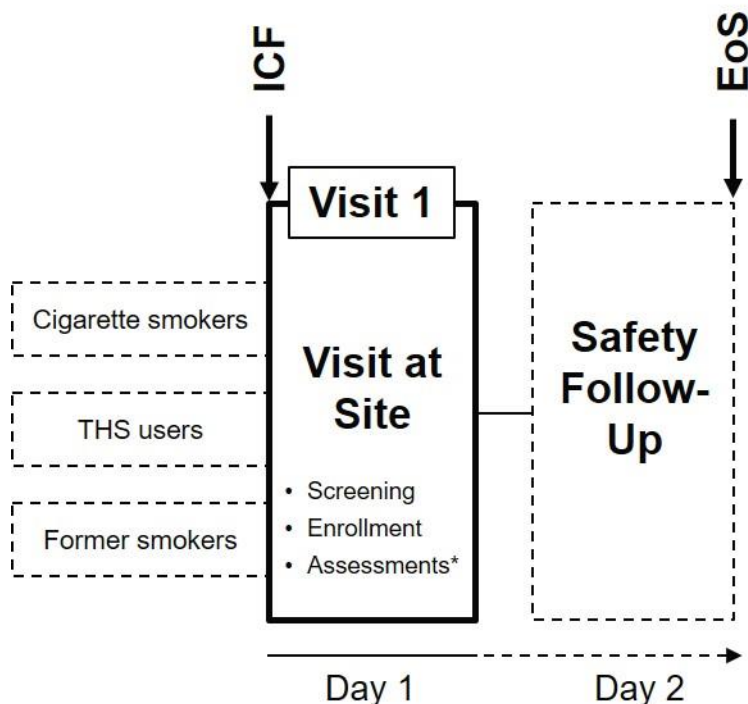 ICF
EoS
Visit 1
Cigarette smokers
THS users
Former smokers
Visit at
Site
• Screening
• Enrollment
• Assessments*
Safety
Follow-
Up
Day 1
Day 2